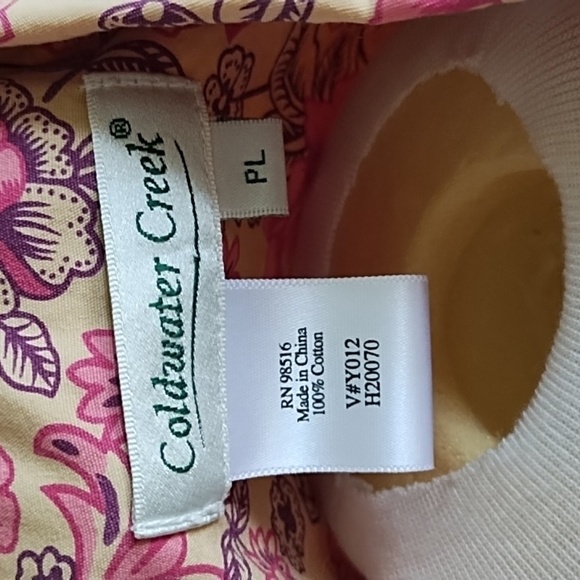 Coldwater Creek®
PL
RN 98516
Made in China
100% Cotton
V#Y012
H20070